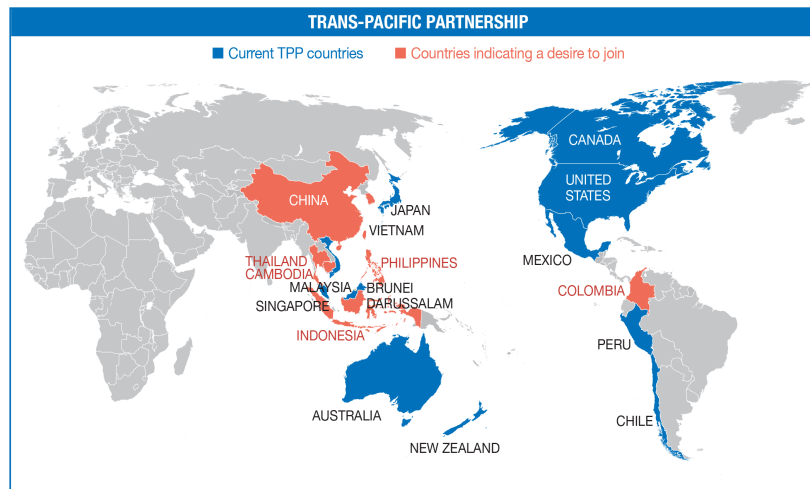 TRANS-PACIFIC PARTNERSHIP
Current TPP countries
Countries indicating a desire to join
CANADA
UNITED
STATES
CHINA
JAPAN
VIETNAM
MEXICO
THAILAND
CAMBODIA
PHILIPPINES
MALAYSIA
BRUNEI
DARUSSALAM
SINGAPORE
COLOMBIA
INDONESIA
PERU
AUSTRALIA
CHILE
NEW ZEALAND